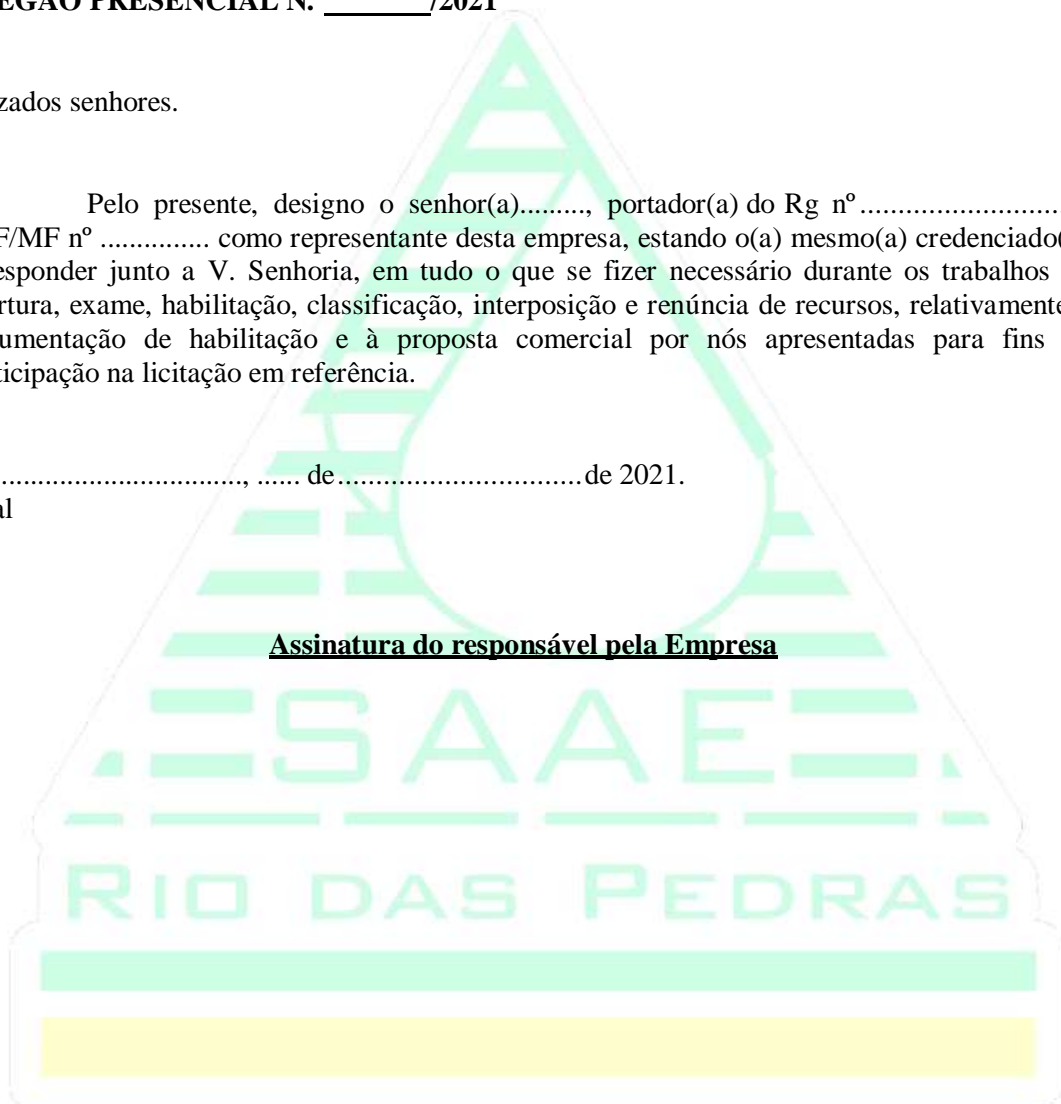 EGÃO PRESENCIAL N. ________/2021
zados senhores.
Pelo presente, designo o senhor(a)........., portador(a) do Rg nº.............................
F/MF nº ............... como representante desta empresa, estando o(a) mesmo(a) credenciado(
esponder junto a V. Senhoria, em tudo o que se fizer necessário durante os trabalhos
rtura, exame, habilitação, classificação, interposição e renúncia de recursos, relativamente
umentação de habilitação e à proposta comercial por nós apresentadas para fins
ticipação na licitação em referência.
................................., ...... de................................de 2021.
al
Assinatura do responsável pela Empresa
SAAE
RIO DAS PEDRAS